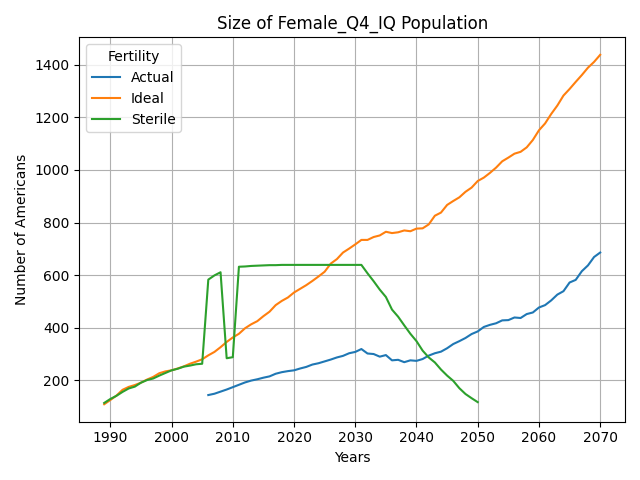 Size of Female_Q4_IQ Population
Fertility
Actual
Ideal
Sterile
Number of Americans
1400
1200
1000
800
600
400
200
1990 2000 2010 2020 2030 2040 2050 2060 2070
Years